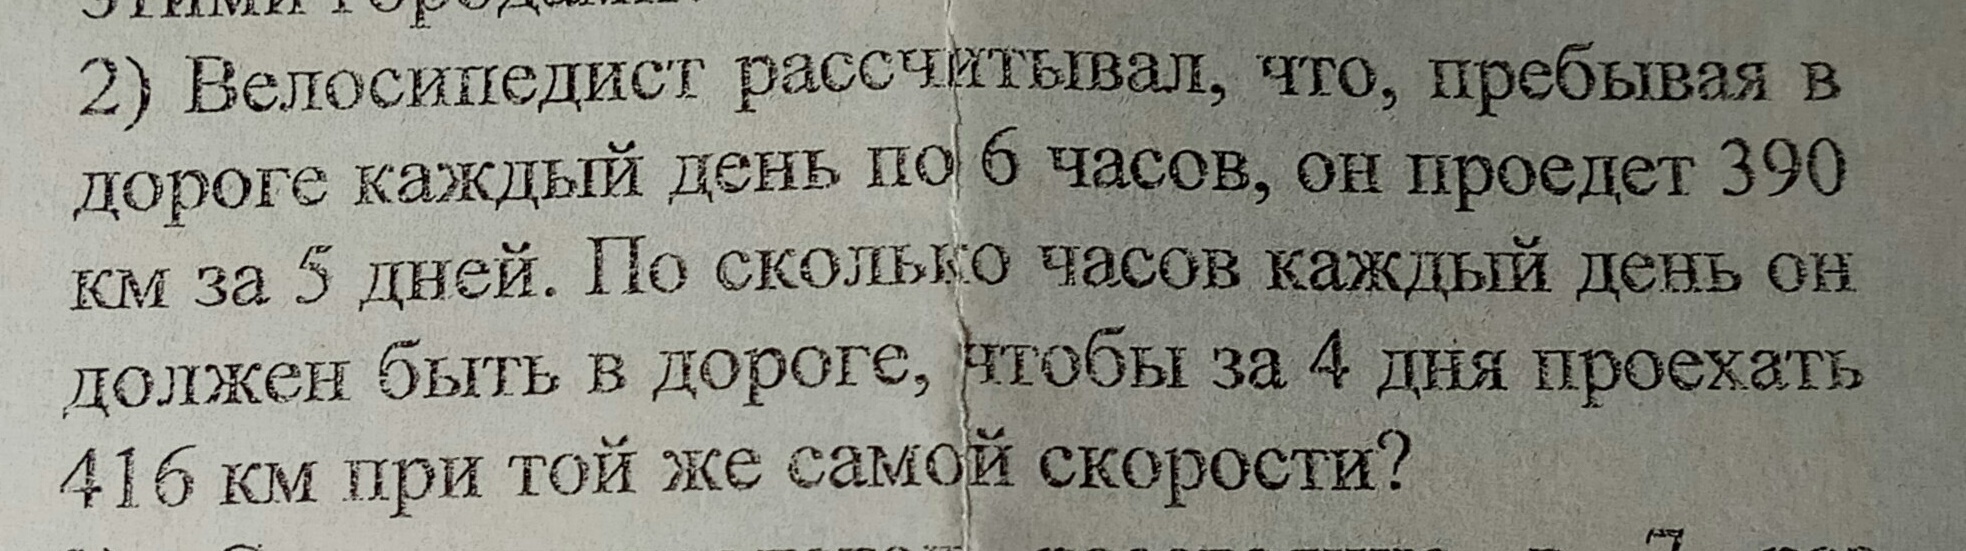 этими городами?
2) Велосипедист рассчитывал, что, пребывая в
дороге каждый день по 6 часов, он проедет 390
км за 5 дней. По сколько часов каждый день он
должен быть в дороге, чтобы за 4 дня проехать
416 км при той же самой скорости?